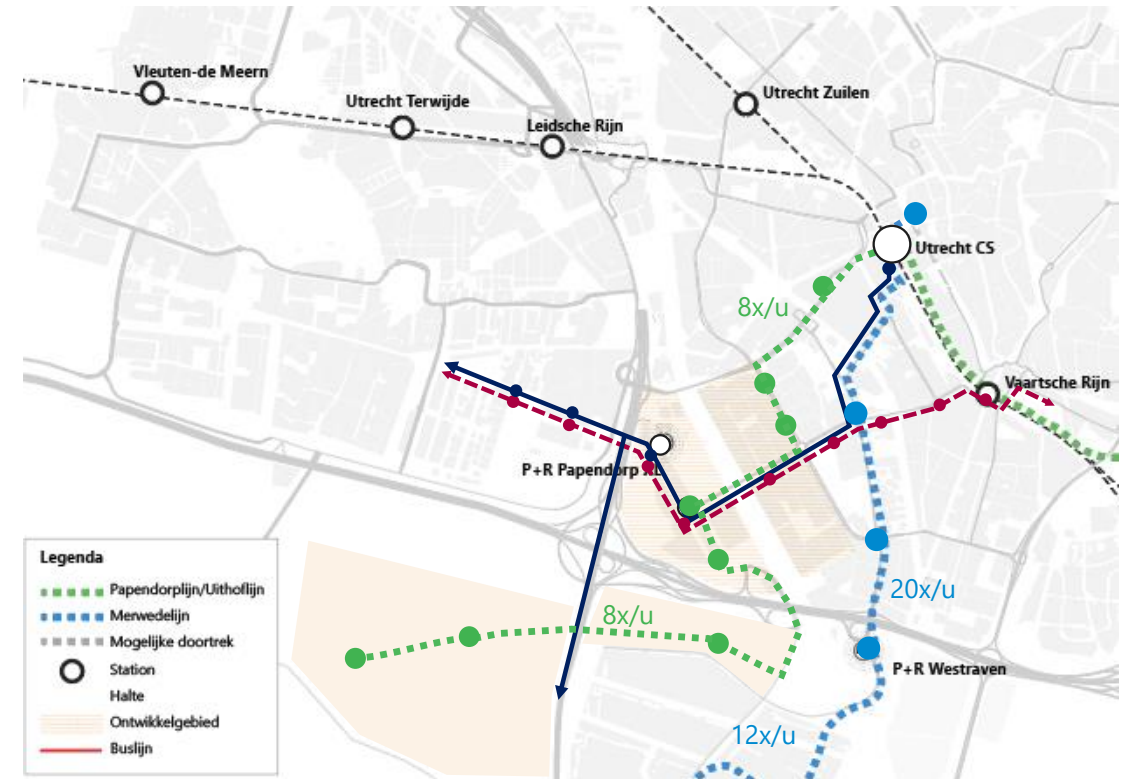 Vleuten-de Meern
Utrecht Terwijde
Leidsche Rijn
Utrecht Zuilen
Utrecht CS
8x/u
Vaartsche Rijn
P+R Papendorp
8x/u
20x/u
P+R Westraven
12x/u
Legenda
Papendorplijn/Uithoflijn
Merwedelijn
Mogelijke doortrek
Station
Halte
Ontwikkelgebied
Buslijn